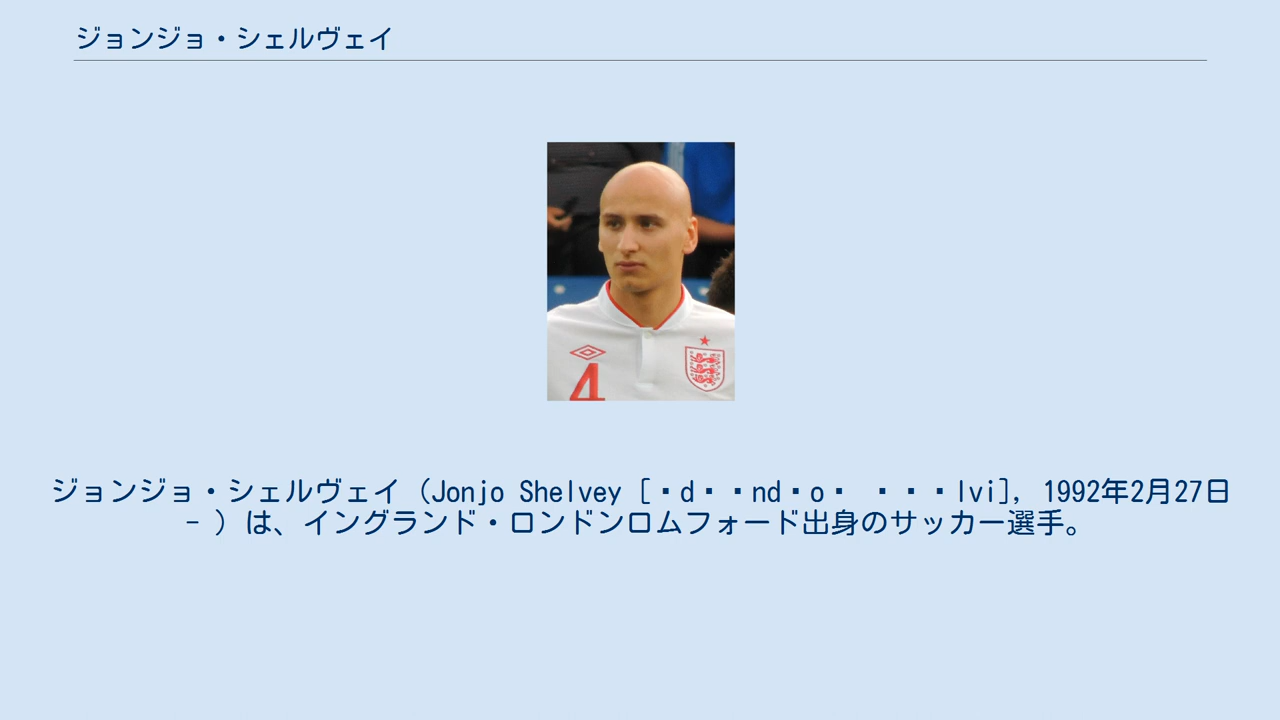 ジョンジョ・シェルヴェイ
4
ジョンジョ・シェルヴェイ（Jonjo Shelvey [・d・・nd・o・ ・・・lvi], 1992年2月27日
- ）は、イングランド・ロンドンロムフォード出身のサッカー選手。